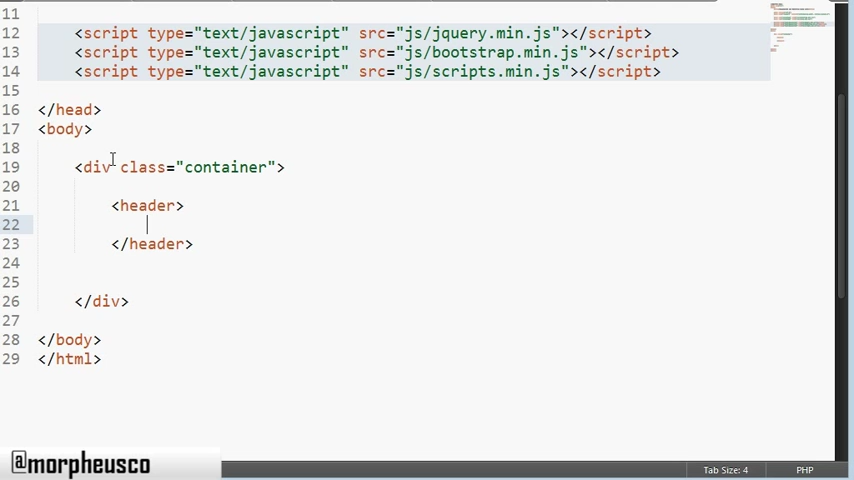 11
12 <script type="text/javascript" src="js/jquery.min.js"></script>
13 <script type="text/javascript" src="js/bootstrap.min.js"></script>
14 <script type="text/javascript" src="js/scripts.min.js"></script>
15
16 </head>
17 <body>
18
19 <div class="container">
20
21 <header>
22
23 </header>
24
25
26 </div>
27
28 </body>
29 </html>
@morpheusco
Tab Size: 4 PHP